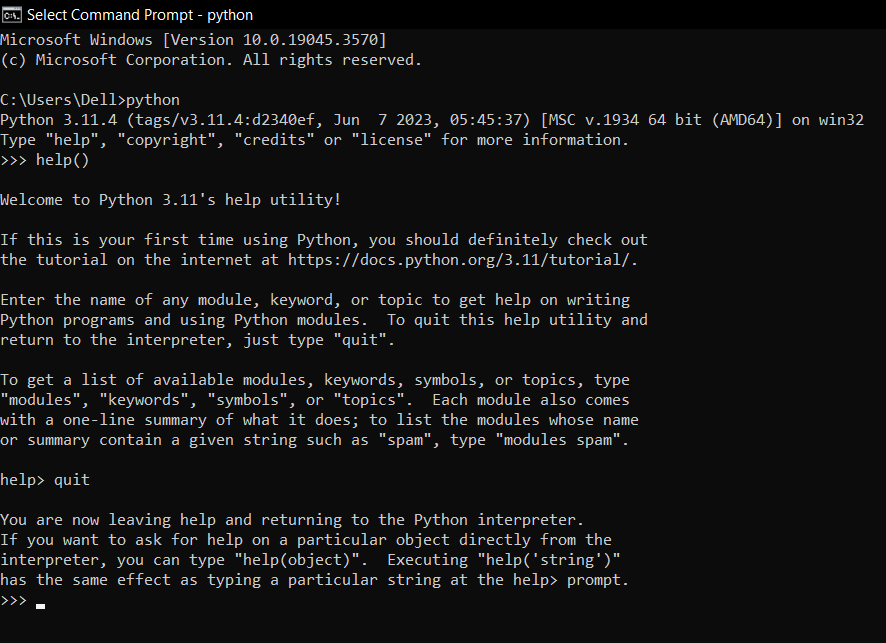 Select Command Prompt - python
Microsoft Windows [Version 10.0.19045.3570]
(c) Microsoft Corporation. All rights reserved.
C:\Users\Dell>python
Python 3.11.4 (tags/v3.11.4:d2340ef, Jun  7 2023, 05:45:37) [MSC v.1934 64 bit (AMD64)] on win32
Type "help", "copyright", "credits" or "license" for more information.
>>> help()
Welcome to Python 3.11's help utility!
If this is your first time using Python, you should definitely check out
the tutorial on the internet at https://docs.python.org/3.11/tutorial/.
Enter the name of any module, keyword, or topic to get help on writing
Python programs and using Python modules.  To quit this help utility and
return to the interpreter, just type "quit".
To get a list of available modules, keywords, symbols, or topics, type
"modules", "keywords", "symbols", or "topics".  Each module also comes
with a one-line summary of what it does; to list the modules whose name
or summary contain a given string such as "spam", type "modules spam".
help> quit
You are now leaving help and returning to the Python interpreter.
If you want to ask for help on a particular object directly from the
interpreter, you can type "help(object)".  Executing "help('string')"
has the same effect as typing a particular string at the help> prompt.
>>>